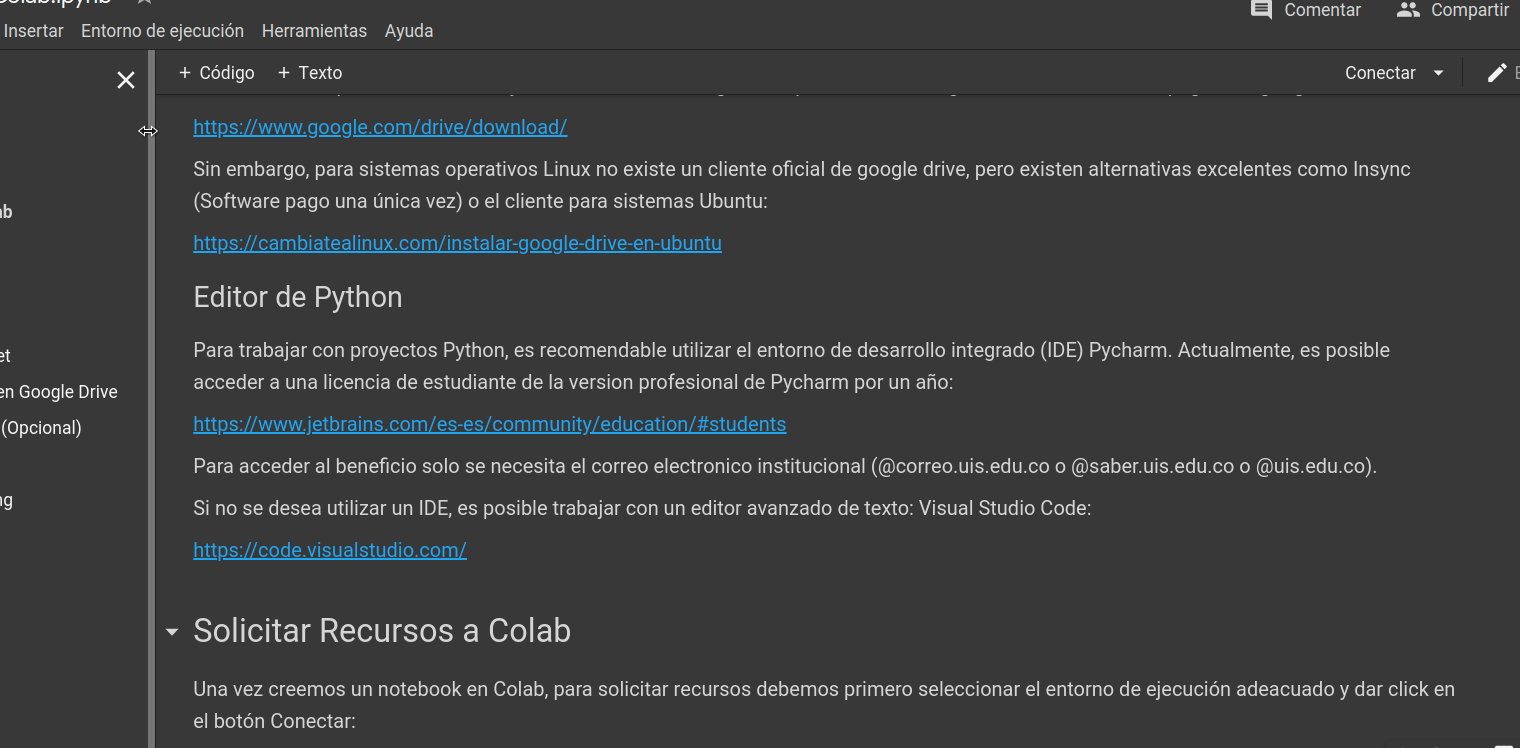 Comentar Compartir
Insertar Entorno de ejecución Herramientas Ayuda
+ Código + Texto Conectar
https://www.google.com/drive/download/
Sin embargo, para sistemas operativos Linux no existe un cliente oficial de google drive, pero existen alternativas excelentes como Insync
(Software pago una única vez) o el cliente para sistemas Ubuntu:
https://cambiatealinux.com/instalar-google-drive-en-ubuntu
Editor de Python
Para trabajar con proyectos Python, es recomendable utilizar el entorno de desarrollo integrado (IDE) Pycharm. Actualmente, es posible
acceder a una licencia de estudiante de la version profesional de Pycharm por un año:
https://www.jetbrains.com/es-es/community/education/#students
Para acceder al beneficio solo se necesita el correo electronico institucional (@correo.uis.edu.co o @saber.uis.edu.co o @uis.edu.co).
Si no se desea utilizar un IDE, es posible trabajar con un editor avanzado de texto: Visual Studio Code:
https://code.visualstudio.com/
Solicitar Recursos a Colab
Una vez creemos un notebook en Colab, para solicitar recursos debemos primero seleccionar el entorno de ejecución adeacuado y dar click en
el botón Conectar:
en Google Drive
(Opcional)